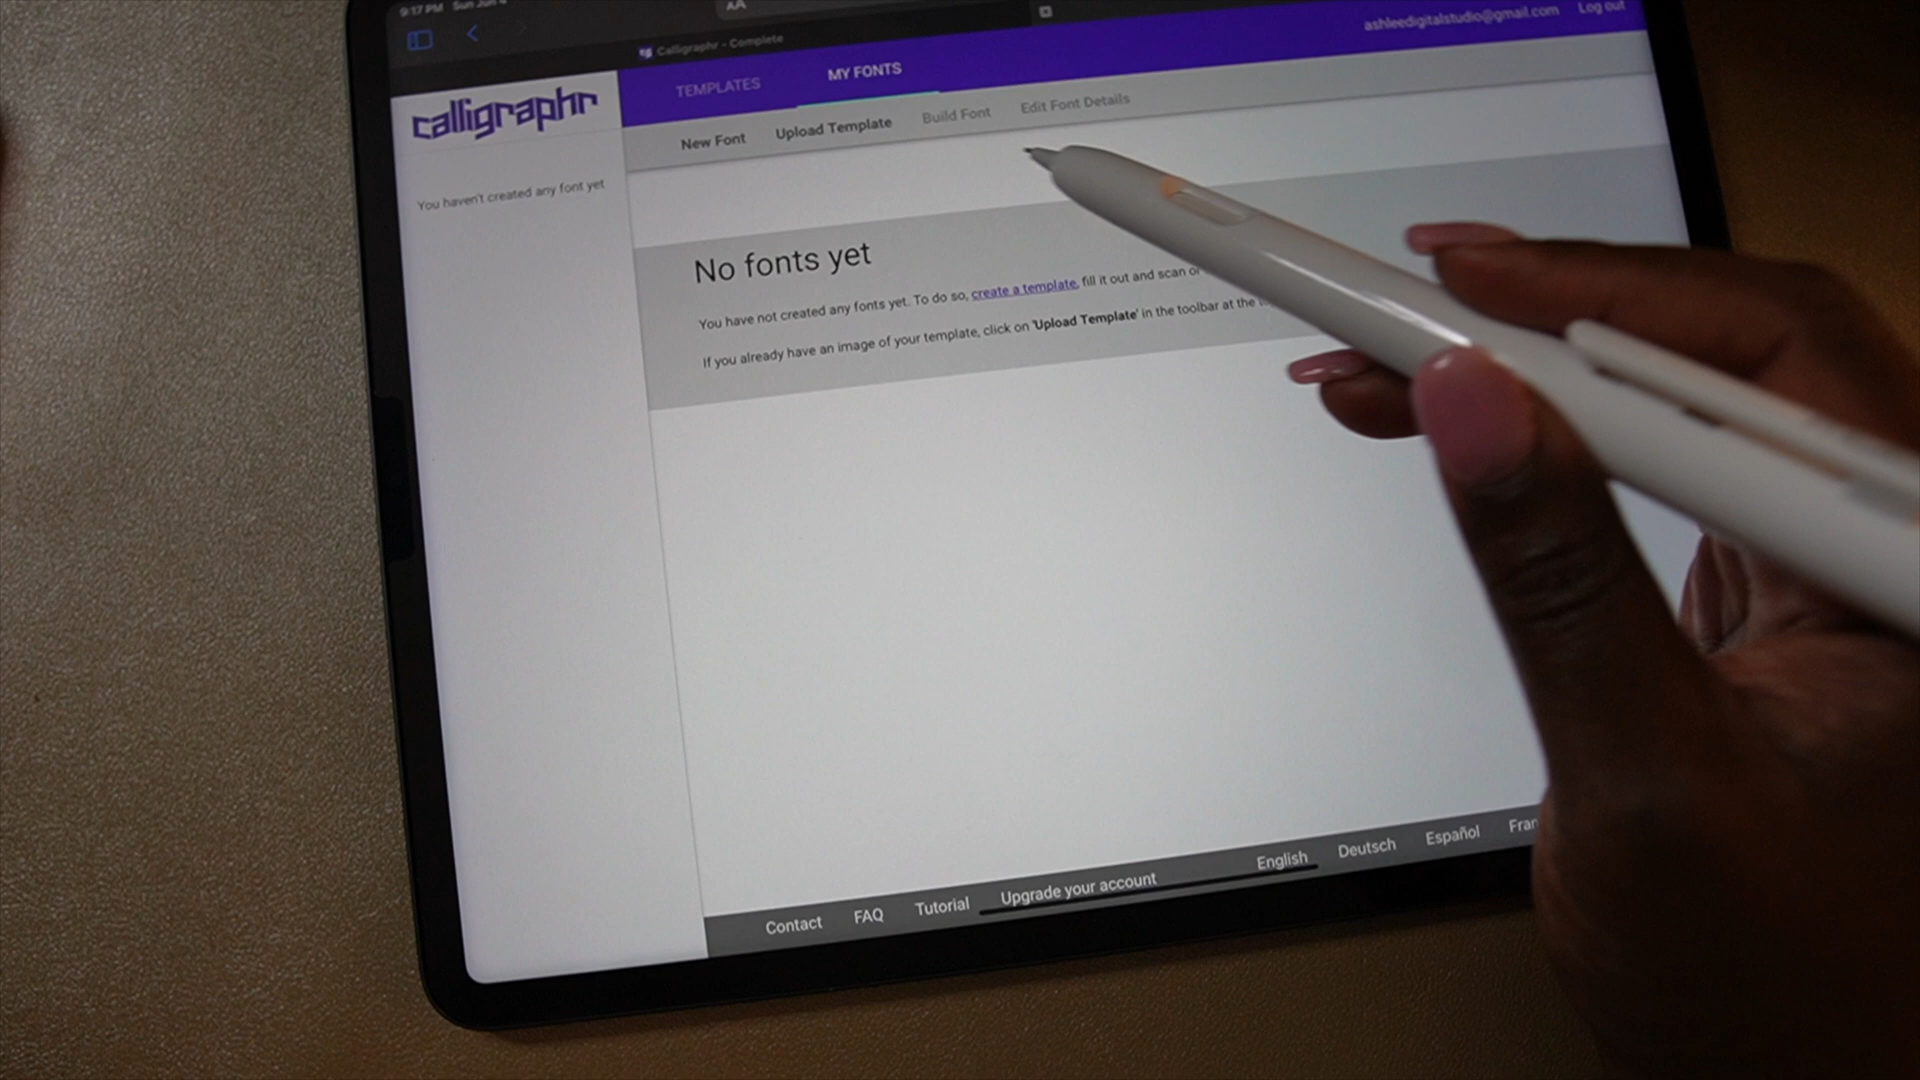 9:17 PM Sun Jun 4
AA
Calligraphr - Complete
ashleedigitalstudio@gmail.com Log out
calligraphr
TEMPLATES MY FONTS
New Font Upload Template Build Font Edit Font Details
You haven't created any font yet
No fonts yet
You have not created any fonts yet. To do so, create a template, fill it out and scan or
If you already have an image of your template, click on 'Upload Template' in the toolbar at the
Contact FAQ Tutorial Upgrade your account English Deutsch Español Fran